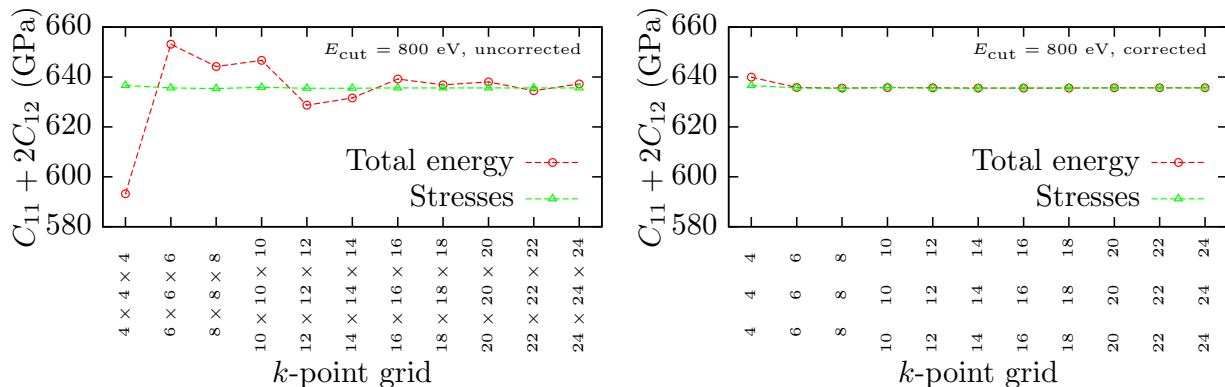 C₁₁ + 2C₁₂ (GPa)
660
640
620
600
580
E_cut = 800 eV, uncorrected
Total energy
Stresses
4 × 4 × 4
6 × 6 × 6
8 × 8 × 8
10 × 10 × 10
12 × 12 × 12
14 × 14 × 14
16 × 16 × 16
18 × 18 × 18
20 × 20 × 20
22 × 22 × 22
24 × 24 × 24
k-point grid
C₁₁ + 2C₁₂ (GPa)
660
640
620
600
580
E_cut = 800 eV, corrected
Total energy
Stresses
4 4 4
6 6 6
8 8 8
10 10 10
12 12 12
14 14 14
16 16 16
18 18 18
20 20 20
22 22 22
24 24 24
k-point grid